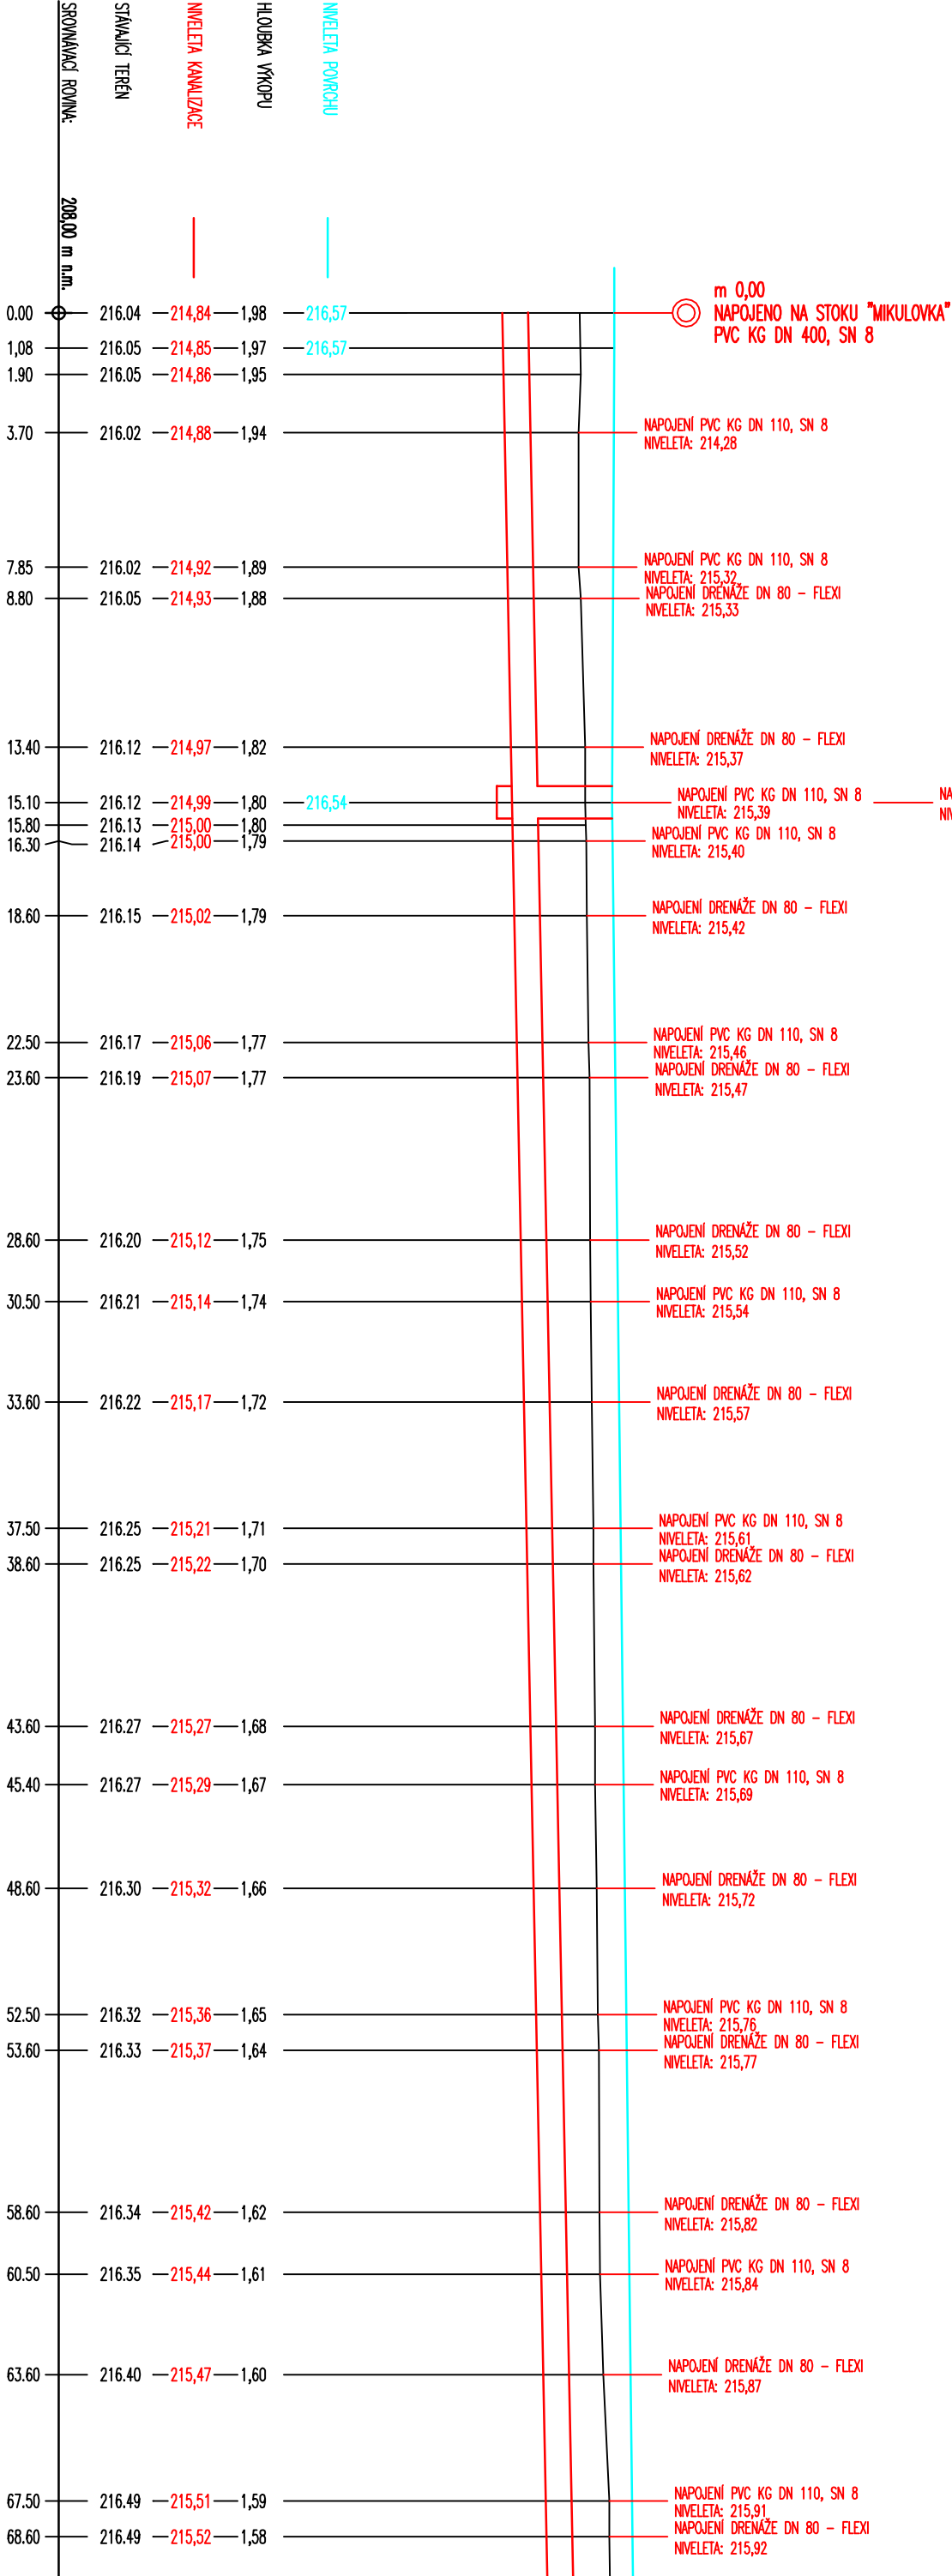 SROVNÁVACÍ ROVINA:
208,00 m n.m.
STÁVAJÍCÍ TERÉN
NIVELETA KANALIZACE
HLOUBKA VÝKOPU
NIVELETA POVRCHU
m 0,00
NAPOJENO NA STOKU "MIKULOVKA"
PVC KG DN 400, SN 8
0.00 216.04 214,84 1,98 216,57
1,08 216.05 214,85 1,97 216,57
1.90 216.05 214,86 1,95
3.70 216.02 214,88 1,94
NAPOJENÍ PVC KG DN 110, SN 8
NIVELETA: 214,28
7.85 216.02 214,92 1,89
NAPOJENÍ PVC KG DN 110, SN 8
NIVELETA: 215,32
8.80 216.05 214,93 1,88
NAPOJENÍ DRENÁŽE DN 80 - FLEXI
NIVELETA: 215,33
13.40 216.12 214,97 1,82
NAPOJENÍ DRENÁŽE DN 80 - FLEXI
NIVELETA: 215,37
15.10 216.12 214,99 1,80 216,54
NAPOJENÍ PVC KG DN 110, SN 8
NIVELETA: 215,39
15.80 216.13 215,00 1,80
16.30 216.14 215,00 1,79
NAPOJENÍ PVC KG DN 110, SN 8
NIVELETA: 215,40
18.60 216.15 215,02 1,79
NAPOJENÍ DRENÁŽE DN 80 - FLEXI
NIVELETA: 215,42
22.50 216.17 215,06 1,77
NAPOJENÍ PVC KG DN 110, SN 8
NIVELETA: 215,46
23.60 216.19 215,07 1,77
NAPOJENÍ DRENÁŽE DN 80 - FLEXI
NIVELETA: 215,47
28.60 216.20 215,12 1,75
NAPOJENÍ DRENÁŽE DN 80 - FLEXI
NIVELETA: 215,52
30.50 216.21 215,14 1,74
NAPOJENÍ PVC KG DN 110, SN 8
NIVELETA: 215,54
33.60 216.22 215,17 1,72
NAPOJENÍ DRENÁŽE DN 80 - FLEXI
NIVELETA: 215,57
37.50 216.25 215,21 1,71
NAPOJENÍ PVC KG DN 110, SN 8
NIVELETA: 215,61
38.60 216.25 215,22 1,70
NAPOJENÍ DRENÁŽE DN 80 - FLEXI
NIVELETA: 215,62
43.60 216.27 215,27 1,68
NAPOJENÍ DRENÁŽE DN 80 - FLEXI
NIVELETA: 215,67
45.40 216.27 215,29 1,67
NAPOJENÍ PVC KG DN 110, SN 8
NIVELETA: 215,69
48.60 216.30 215,32 1,66
NAPOJENÍ DRENÁŽE DN 80 - FLEXI
NIVELETA: 215,72
52.50 216.32 215,36 1,65
NAPOJENÍ PVC KG DN 110, SN 8
NIVELETA: 215,76
53.60 216.33 215,37 1,64
NAPOJENÍ DRENÁŽE DN 80 - FLEXI
NIVELETA: 215,77
58.60 216.34 215,42 1,62
NAPOJENÍ DRENÁŽE DN 80 - FLEXI
NIVELETA: 215,82
60.50 216.35 215,44 1,61
NAPOJENÍ PVC KG DN 110, SN 8
NIVELETA: 215,84
63.60 216.40 215,47 1,60
NAPOJENÍ DRENÁŽE DN 80 - FLEXI
NIVELETA: 215,87
67.50 216.49 215,51 1,59
NAPOJENÍ PVC KG DN 110, SN 8
NIVELETA: 215,91
68.60 216.49 215,52 1,58
NAPOJENÍ DRENÁŽE DN 80 - FLEXI
NIVELETA: 215,92